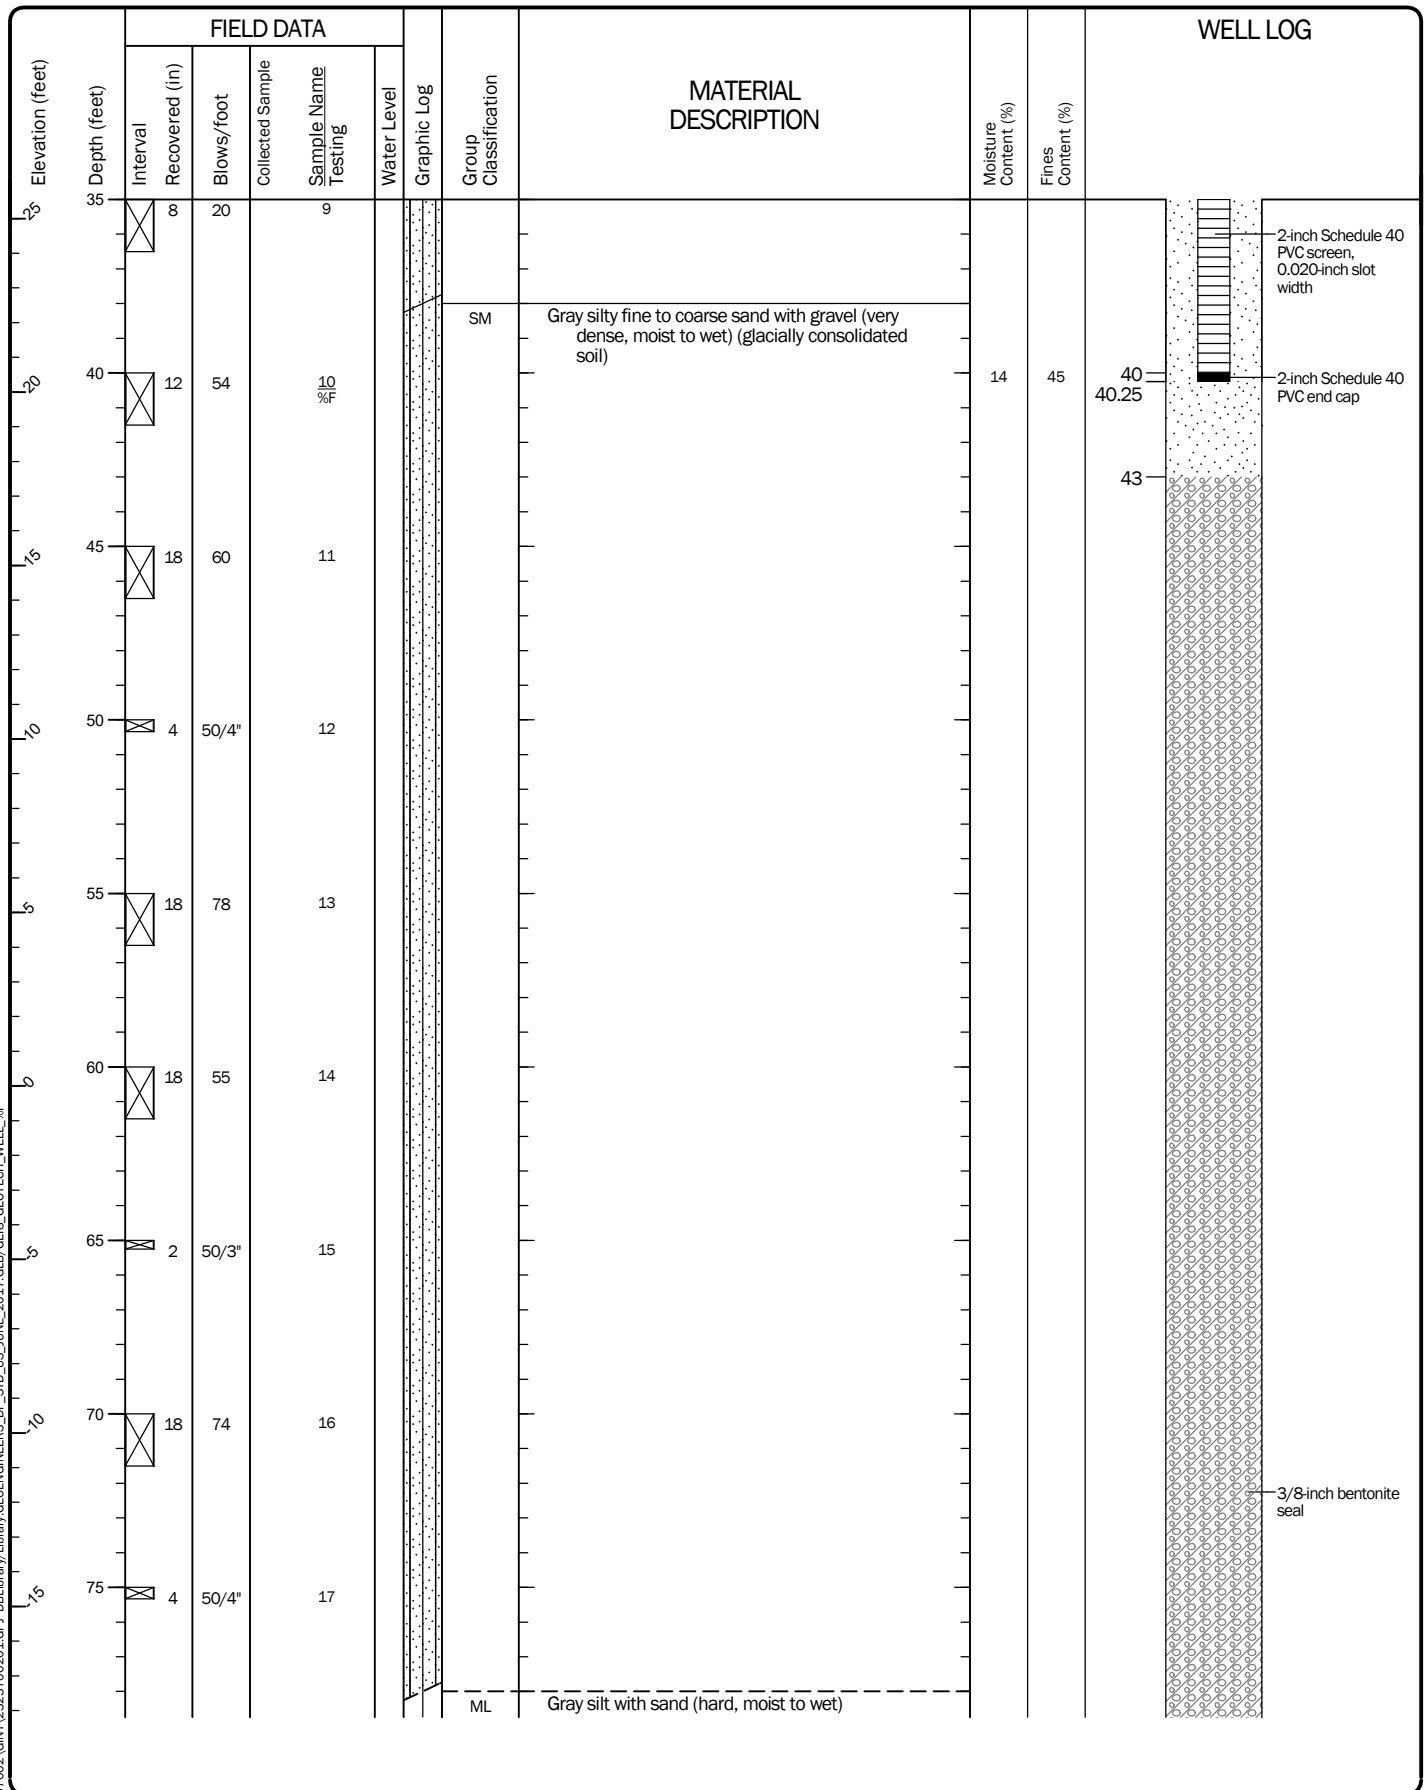 FIELD DATA
WELL LOG
Elevation (feet)
Depth (feet)
Interval
Recovered (in)
Blows/foot
Collected Sample
Sample Name
Testing
Water Level
Graphic Log
Group
Classification
MATERIAL
DESCRIPTION
Moisture
Content (%)
Fines
Content (%)
25
35
8
20
9
2-inch Schedule 40
PVC screen,
0.020-inch slot
width
SM
Gray silty fine to coarse sand with gravel (very
dense, moist to wet) (glacially consolidated
soil)
20
40
12
54
10
%F
14
45
40
40.25
2-inch Schedule 40
PVC end cap
43
15
45
18
60
11
10
50
4
50/4"
12
5
55
18
78
13
0
60
18
55
14
-5
65
2
50/3"
15
-10
70
18
74
16
3/8-inch bentonite
seal
-15
75
4
50/4"
17
ML
Gray silt with sand (hard, moist to wet)